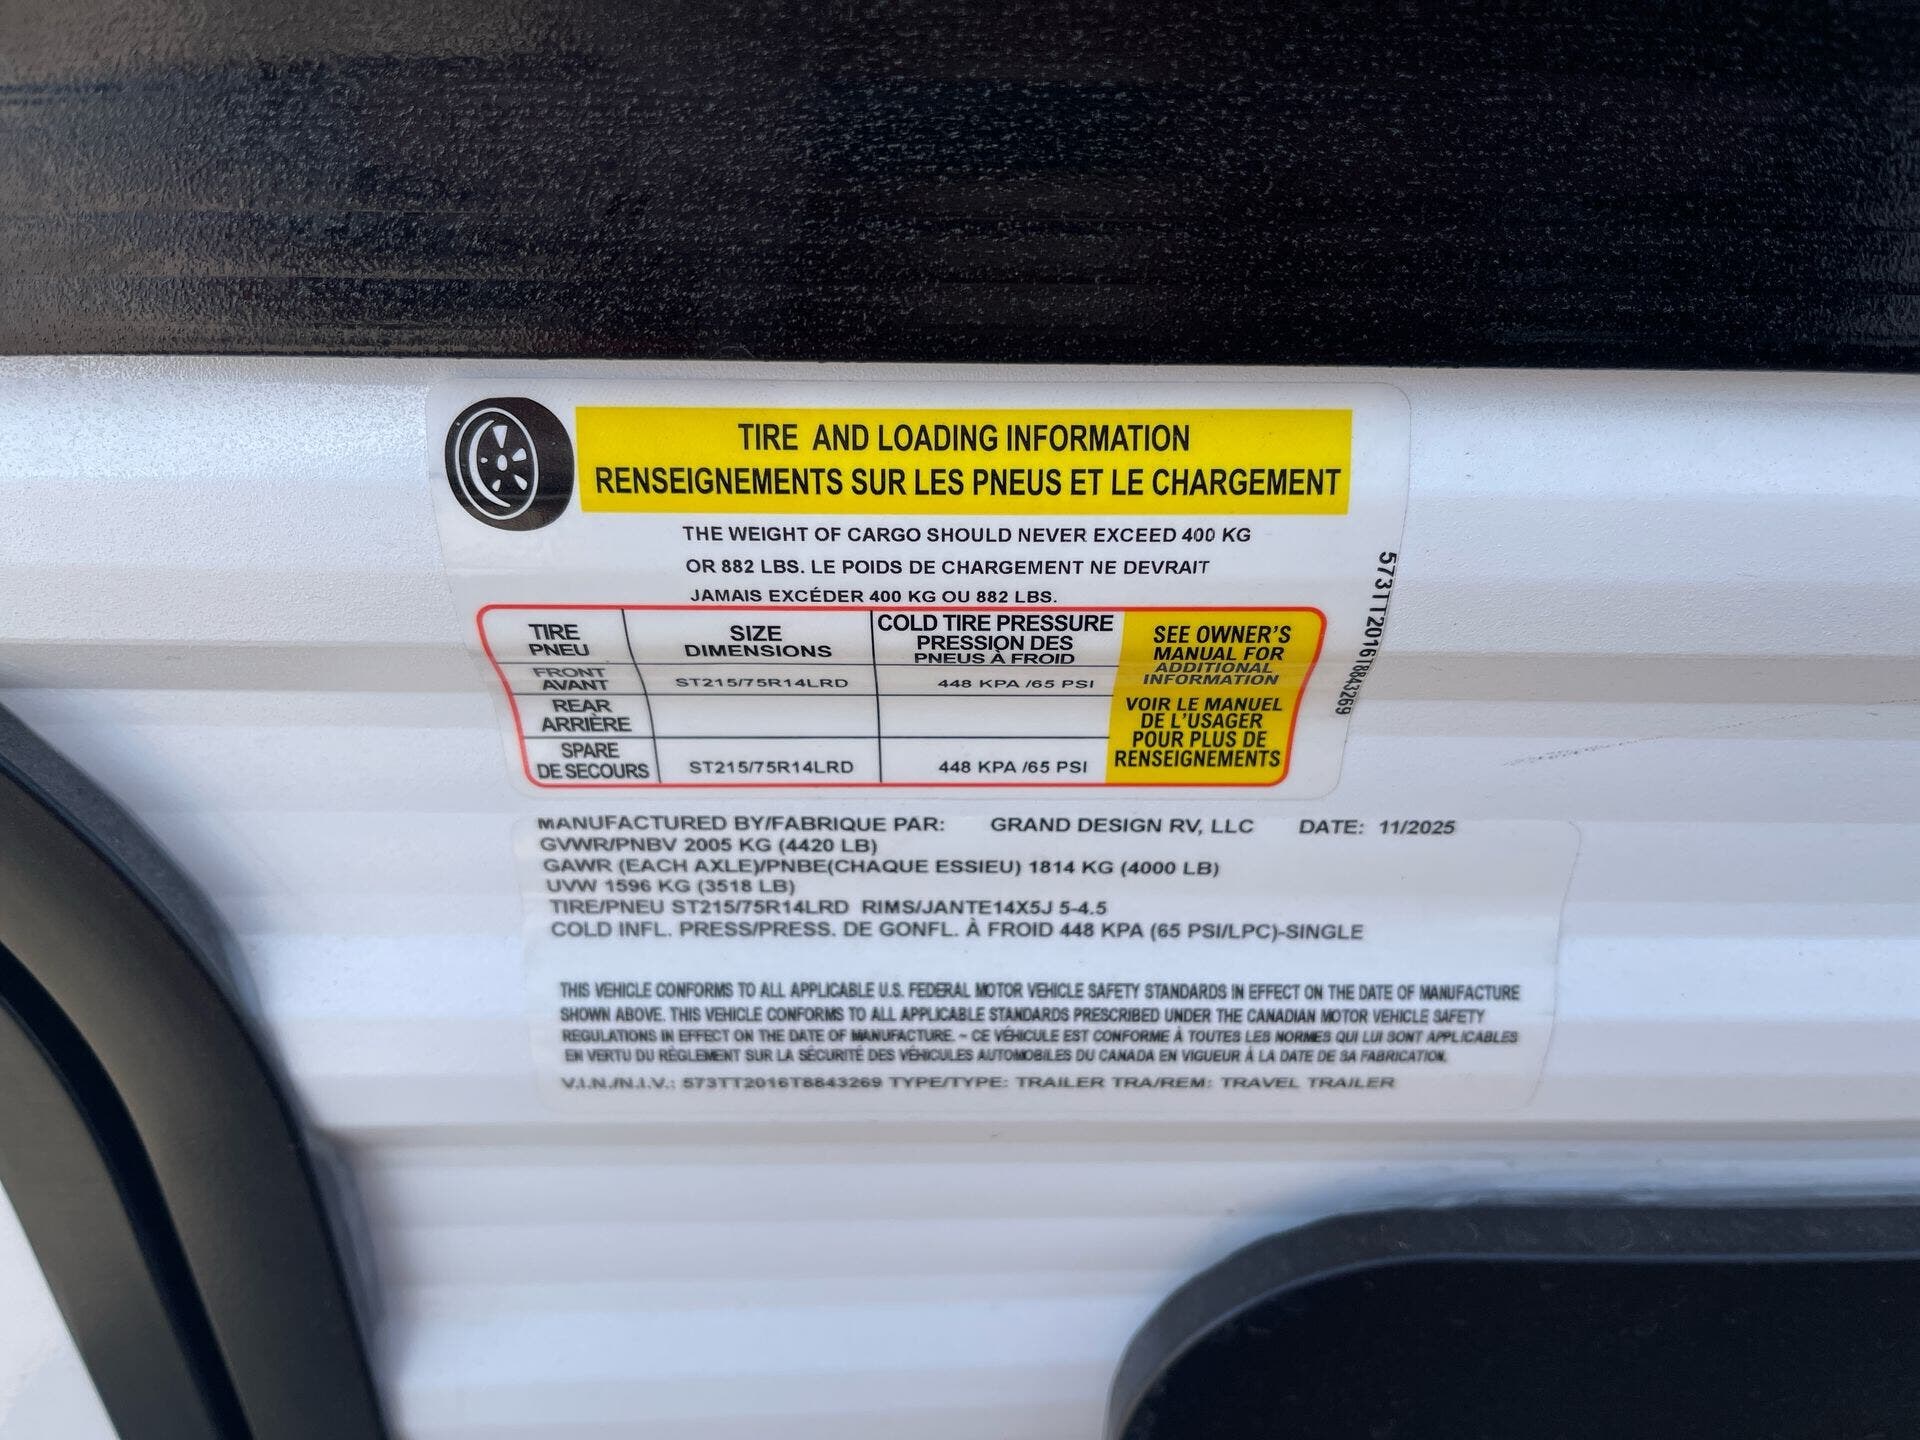 TIRE AND LOADING INFORMATION
RENSEIGNEMENTS SUR LES PNEUS ET LE CHARGEMENT
THE WEIGHT OF CARGO SHOULD NEVER EXCEED 400 KG
OR 882 LBS. LE POIDS DE CHARGEMENT NE DEVRAIT
JAMAIS EXCÉDER 400 KG OU 882 LBS.
573TT2016T8843269
TIRE
PNEU
SIZE
DIMENSIONS
COLD TIRE PRESSURE
PRESSION DES
PNEUS À FROID
FRONT
AVANT
ST215/75R14LRD
448 KPA /65 PSI
REAR
ARRIÈRE
SPARE
DE SECOURS
ST215/75R14LRD
448 KPA /65 PSI
SEE OWNER'S
MANUAL FOR
ADDITIONAL
INFORMATION
VOIR LE MANUEL
DE L'USAGER
POUR PLUS DE
RENSEIGNEMENTS
MANUFACTURED BY/FABRIQUE PAR: GRAND DESIGN RV, LLC DATE: 11/2025
GVWR/PNBV 2005 KG (4420 LB)
GAWR (EACH AXLE)/PNBE(CHAQUE ESSIEU) 1814 KG (4000 LB)
UVW 1596 KG (3518 LB)
TIRE/PNEU ST215/75R14LRD RIMS/JANTE14X5J 5-4.5
COLD INFL. PRESS/PRESS. DE GONFL. À FROID 448 KPA (65 PSI/LPC)-SINGLE
THIS VEHICLE CONFORMS TO ALL APPLICABLE U.S. FEDERAL MOTOR VEHICLE SAFETY STANDARDS IN EFFECT ON THE DATE OF MANUFACTURE
SHOWN ABOVE. THIS VEHICLE CONFORMS TO ALL APPLICABLE STANDARDS PRESCRIBED UNDER THE CANADIAN MOTOR VEHICLE SAFETY
REGULATIONS IN EFFECT ON THE DATE OF MANUFACTURE. ~ CE VÉHICULE EST CONFORME À TOUTES LES NORMES QUI LUI SONT APPLICABLES
EN VERTU DU RÈGLEMENT SUR LA SÉCURITÉ DES VÉHICULES AUTOMOBILES DU CANADA EN VIGUEUR À LA DATE DE SA FABRICATION.
V.I.N./N.I.V.: 573TT2016T8843269 TYPE/TYPE: TRAILER TRA/REM: TRAVEL TRAILER